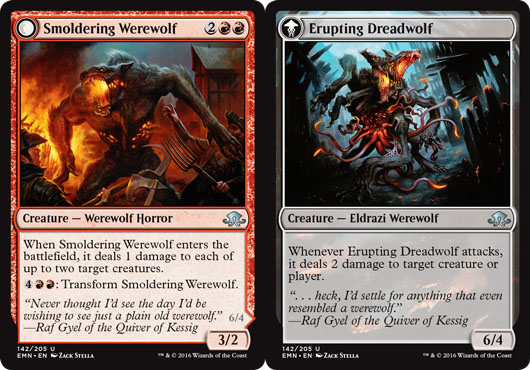 Smoldering Werewolf 2
Creature — Werewolf Horror
When Smoldering Werewolf enters the
battlefield, it deals 1 damage to each of
up to two target creatures.
4 : Transform Smoldering Werewolf.
“Never thought I’d see the day I’d be
wishing to see just a plain old werewolf.”
—Raf Gyel of the Quiver of Kessig
6/4
3/2
142/205 U
EMN • EN Zack Stella
™ & © 2016 Wizards of the Coast
Erupting Dreadwolf
Creature — Eldrazi Werewolf
Whenever Erupting Dreadwolf attacks,
it deals 2 damage to target creature or
player.
“. . . heck, I’d settle for anything that even
resembled a werewolf.”
—Raf Gyel of the Quiver of Kessig
6/4
142/205 U
EMN • EN Zack Stella
™ & © 2016 Wizards of the Coast